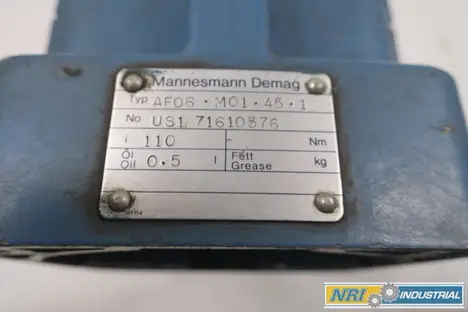 Mannesmann Demag
Typ AF06 · M01 · 45 · 1
No US1 71610876
i 110 - Nm
Öl Oil 0.5 l Fett Grease kg
NRI INDUSTRIAL